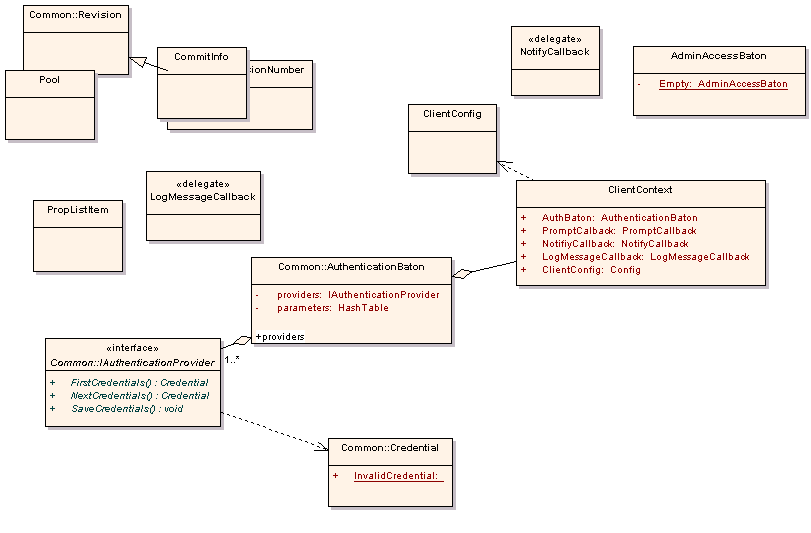 Common::Revision
Pool
CommitInfo
sionNumber
«delegate»
NotifyCallback
AdminAccessBaton
- Empty: AdminAccessBaton
ClientConfig
«delegate»
LogMessageCallback
PropListItem
ClientContext
+ AuthBaton: AuthenticationBaton
+ PromptCalback: PromptCallback
+ NotifiyCallback: NotifyCallback
+ LogMessageCallback: LogMessageCallback
+ ClientConfig: Config
Common::AuthenticationBaton
- providers: IAuthenticationProvider
- parameters: HashTable
+providers
1..*
«interface»
Common::IAuthenticationProvider
+ FirstCredentials() : Credential
+ NextCredentials() : Credential
+ SaveCredentials() : void
Common::Credential
+ InvalidCredential: